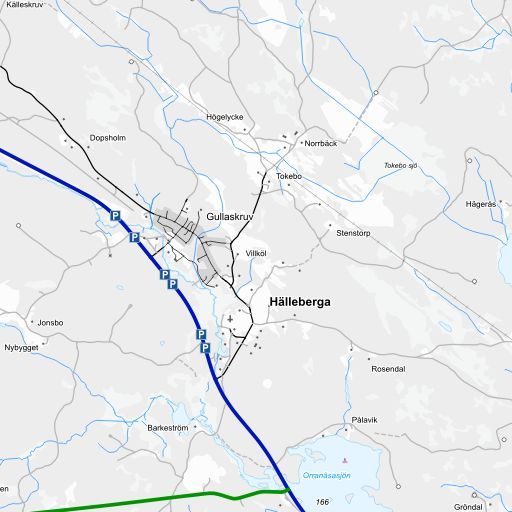 Källeskruv
Högelycke
Norrbäck
Dopsholm
Tokebo
Tokebo sjö
Hägerås
Gullaskruv
Stenstorp
Villköl
Hälleberga
Jonsbo
Nybygget
Rosendal
Barkeström
Pålavik
Orranäsasjön
166
Gröndal
P
P
P
P
P
P